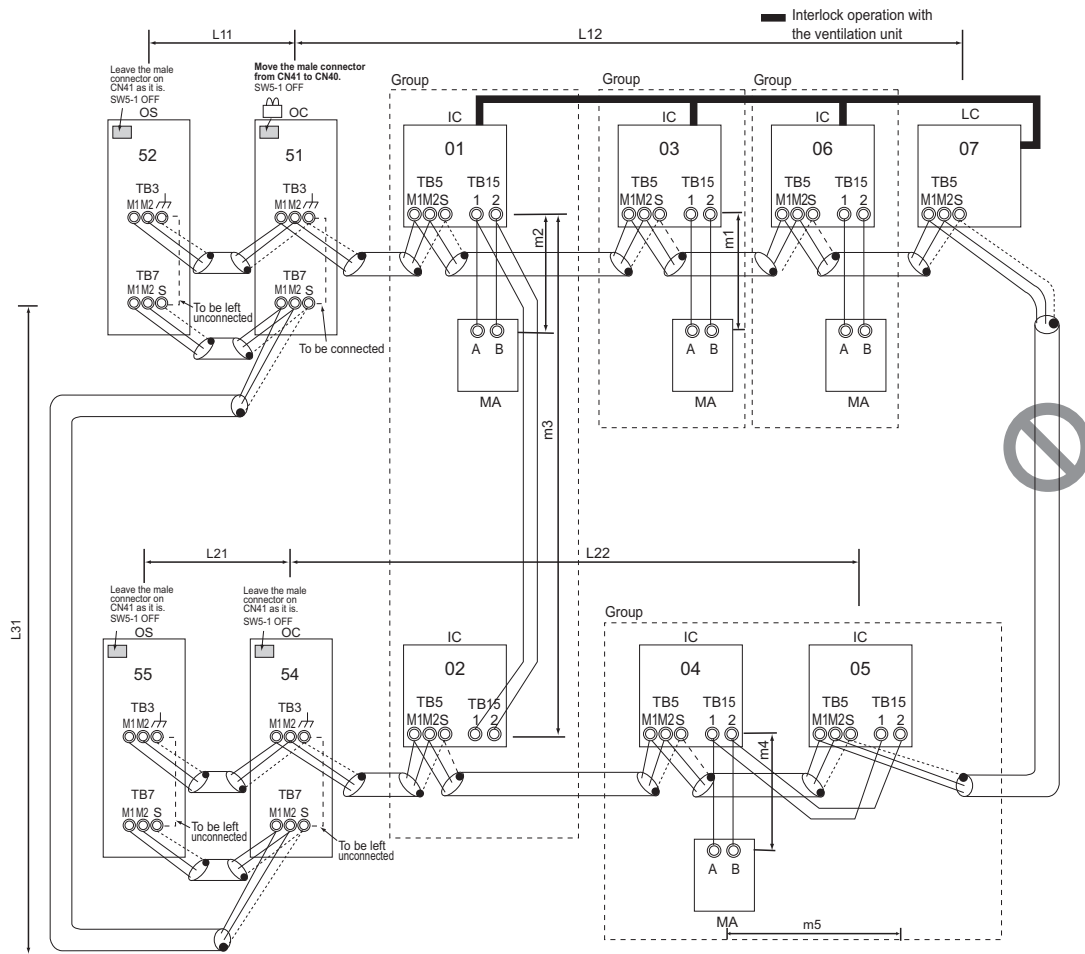 Interlock operation with
the ventilation unit
L11
L12
Leave the male
connector on
CN41 as it is.
SW5-1 OFF
OS
Move the male connector
from CN41 to CN40.
SW5-1 OFF
OC
Group
Group
Group
IC
IC
IC
LC
52
51
01
03
06
07
TB3
M1M2
TB3
M1M2
TB5
M1M2S
TB15
1 2
TB5
M1M2S
TB15
1 2
TB5
M1M2S
TB15
1 2
TB5
M1M2S
TB7
M1M2 S
TB7
M1M2 S
To be left
unconnected
To be connected
m2
m1
m3
A B
MA
A B
MA
A B
MA
L31
L21
L22
Leave the male
connector on
CN41 as it is.
SW5-1 OFF
OS
Leave the male
connector on
CN41 as it is.
SW5-1 OFF
OC
Group
IC
IC
IC
55
54
02
04
05
TB3
M1M2
TB3
M1M2
TB5
M1M2S
TB15
1 2
TB5
M1M2S
TB15
1 2
TB5
M1M2S
TB15
1 2
TB7
M1M2 S
TB7
M1M2 S
To be left
unconnected
To be left
unconnected
m4
A B
MA
m5